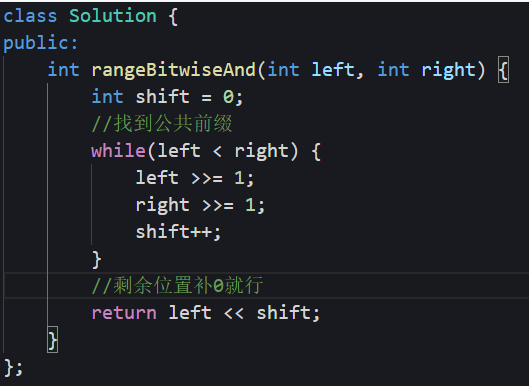 class Solution {
public:
    int rangeBitwiseAnd(int left, int right) {
        int shift = 0;
        //找到公共前缀
        while(left < right) {
            left >>= 1;
            right >>= 1;
            shift++;
        }
        //剩余位置补0就行
        return left << shift;
    }
};